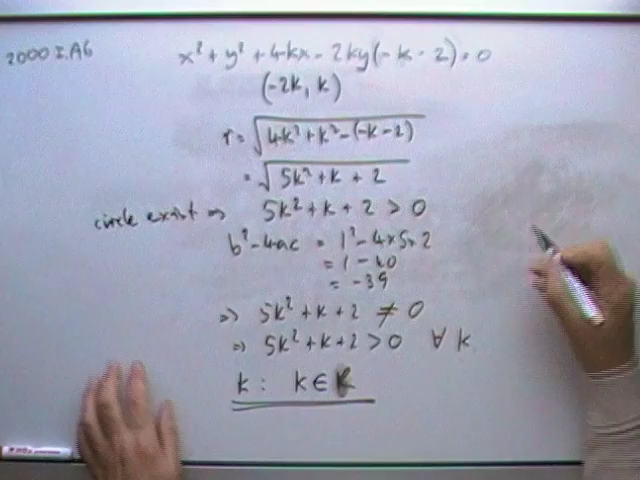 2000 I.A6
x² + y² + 4kx - 2ky (-k - 2) = 0
(-2k, k)
r = √4k² + k² - (-k - 2)
= √5k² + k + 2
circle exist ⇒ 5k² + k + 2 > 0
b² - 4ac = 1² - 4×5×2
= 1 - 40
= -39
⇒ 5k² + k + 2 ≠ 0
⇒ 5k² + k + 2 > 0 ∀ k
k : k ∈ R